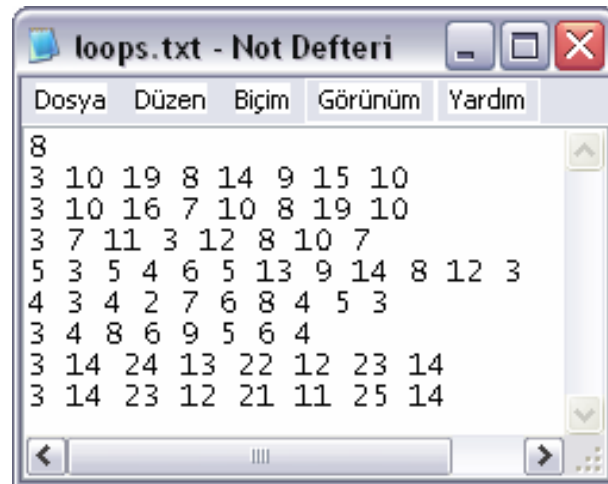 loops.txt - Not Defteri
Dosya Düzen Biçim Görünüm Yardım
8
3 10 19 8 14 9 15 10
3 10 16 7 10 8 19 10
3 7 11 3 12 8 10 7
5 3 5 4 6 5 13 9 14 8 12 3
4 3 4 2 7 6 8 4 5 3
3 4 8 6 9 5 6 4
3 14 24 13 22 12 23 14
3 14 23 12 21 11 25 14